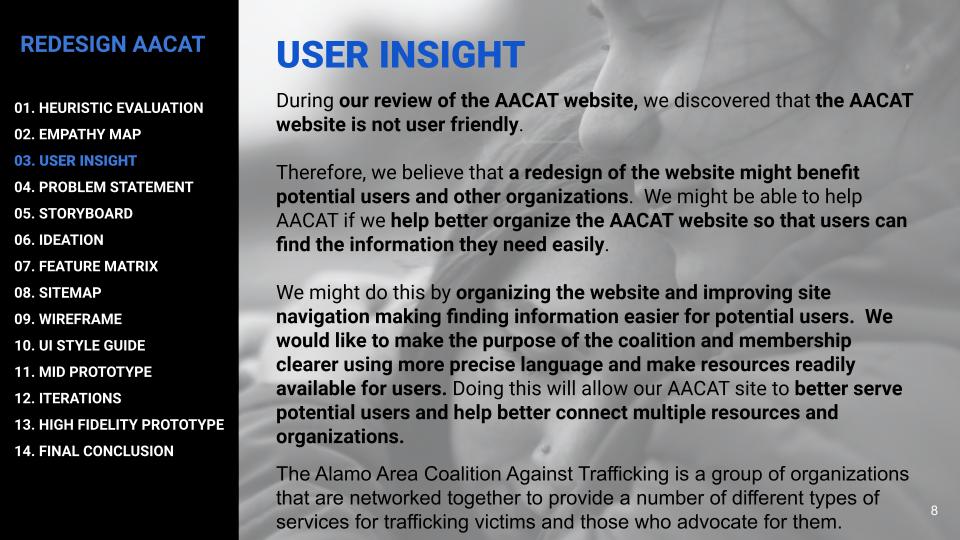 REDESIGN AACAT
01. HEURISTIC EVALUATION
02. EMPATHY MAP
03. USER INSIGHT
04. PROBLEM STATEMENT
05. STORYBOARD
06. IDEATION
07. FEATURE MATRIX
08. SITEMAP
09. WIREFRAME
10. UI STYLE GUIDE
11. MID PROTOTYPE
12. ITERATIONS
13. HIGH FIDELITY PROTOTYPE
14. FINAL CONCLUSION
USER INSIGHT
During our review of the AACAT website, we discovered that the AACAT
website is not user friendly.
Therefore, we believe that a redesign of the website might benefit
potential users and other organizations.  We might be able to help
AACAT if we help better organize the AACAT website so that users can
find the information they need easily.
We might do this by organizing the website and improving site
navigation making finding information easier for potential users.  We
would like to make the purpose of the coalition and membership
clearer using more precise language and make resources readily
available for users. Doing this will allow our AACAT site to better serve
potential users and help better connect multiple resources and
organizations.
The Alamo Area Coalition Against Trafficking is a group of organizations
that are networked together to provide a number of different types of
services for trafficking victims and those who advocate for them.
8